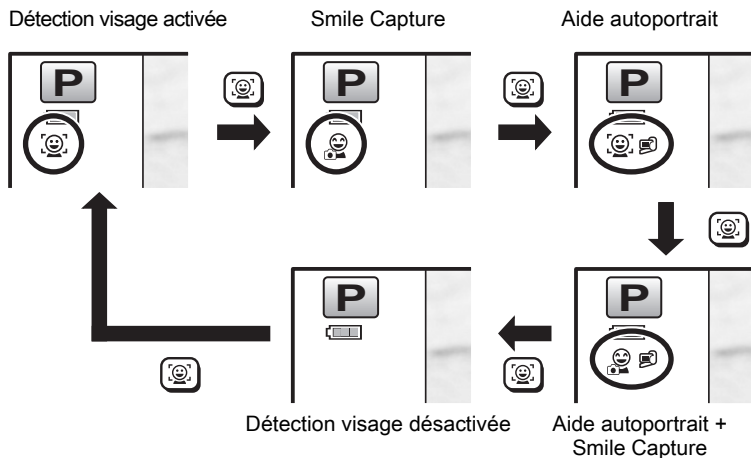 Détection visage activée
Smile Capture
Aide autoportrait
P
P
P
P
P
Détection visage désactivée
Aide autoportrait +
Smile Capture